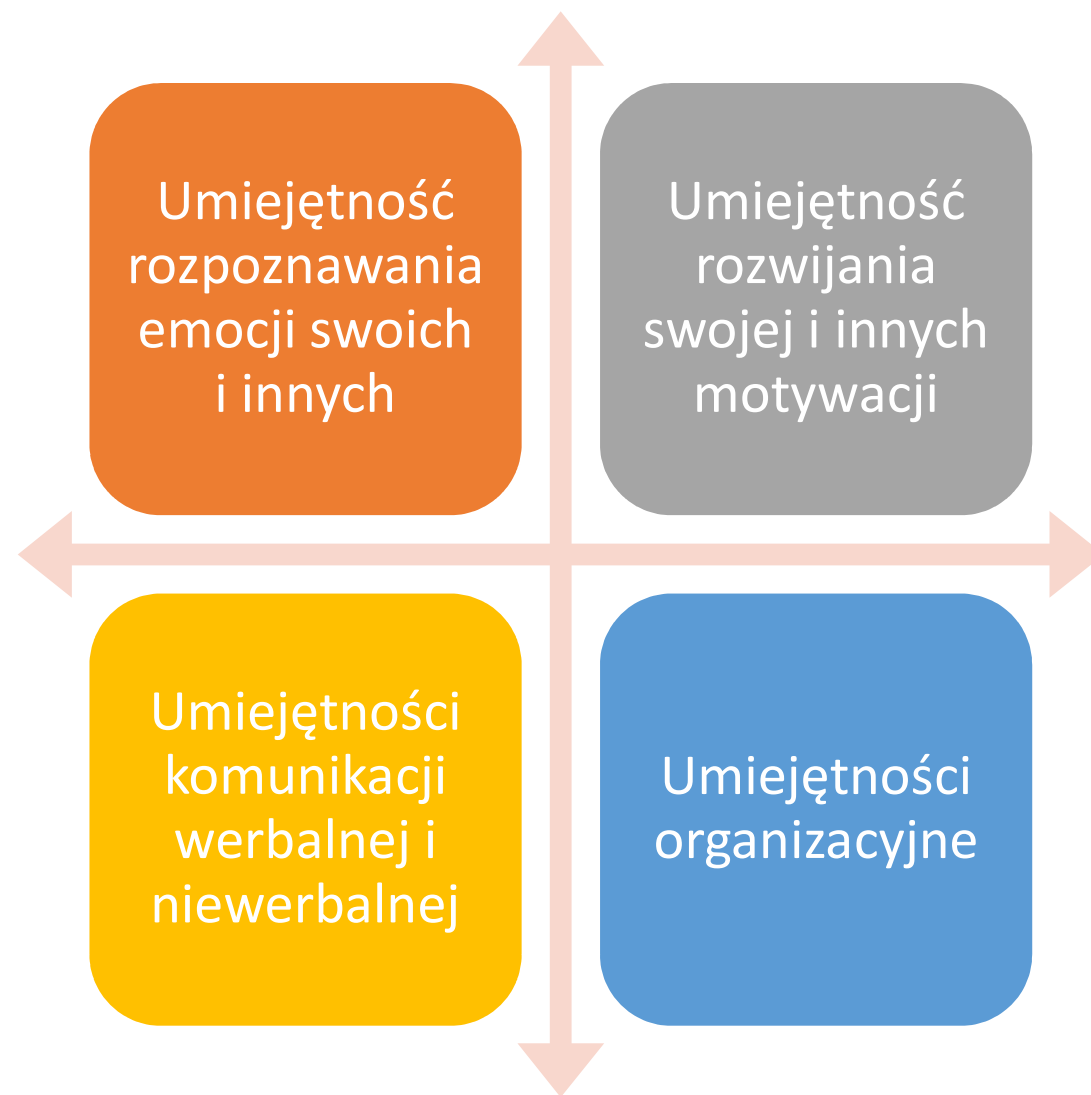 Umiejętność
rozpoznawania
emocji swoich
i innych
Umiejętność
rozwijania
swojej i innych
motywacji
Umiejętności
komunikacji
werbalnej i
niewerbalnej
Umiejętności
organizacyjne